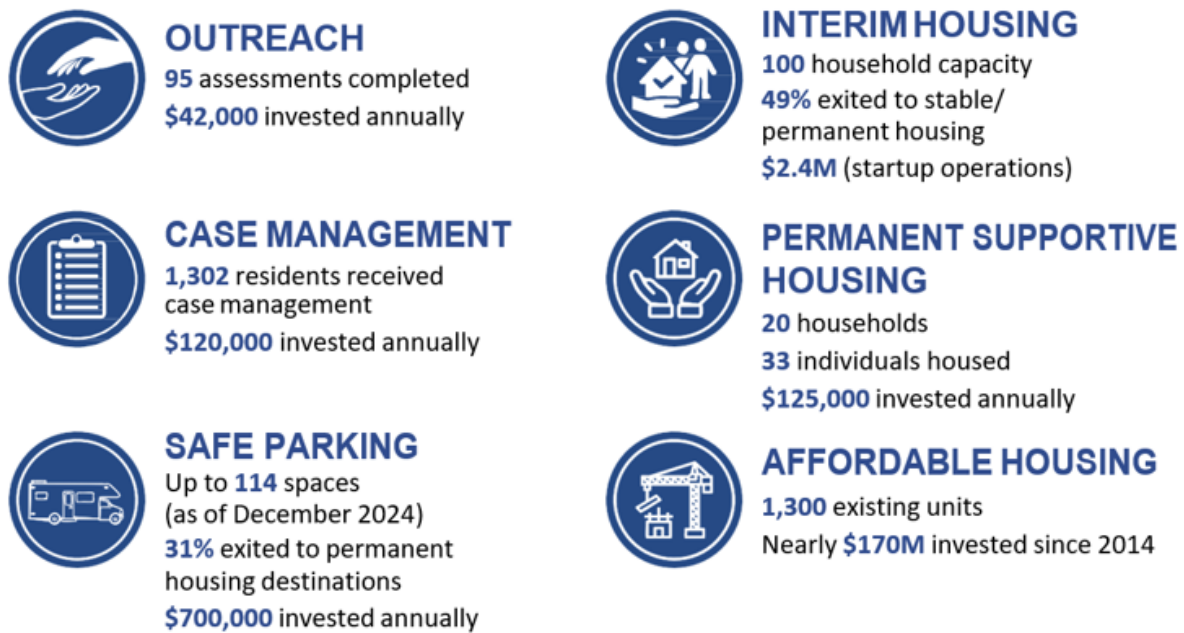 OUTREACH
95 assessments completed
$42,000 invested annually
CASE MANAGEMENT
1,302 residents received
case management
$120,000 invested annually
SAFE PARKING
Up to 114 spaces
(as of December 2024)
31% exited to permanent
housing destinations
$700,000 invested annually
INTERIM HOUSING
100 household capacity
49% exited to stable/
permanent housing
$2.4M (startup operations)
PERMANENT SUPPORTIVE
HOUSING
20 households
33 individuals housed
$125,000 invested annually
AFFORDABLE HOUSING
1,300 existing units
Nearly $170M invested since 2014